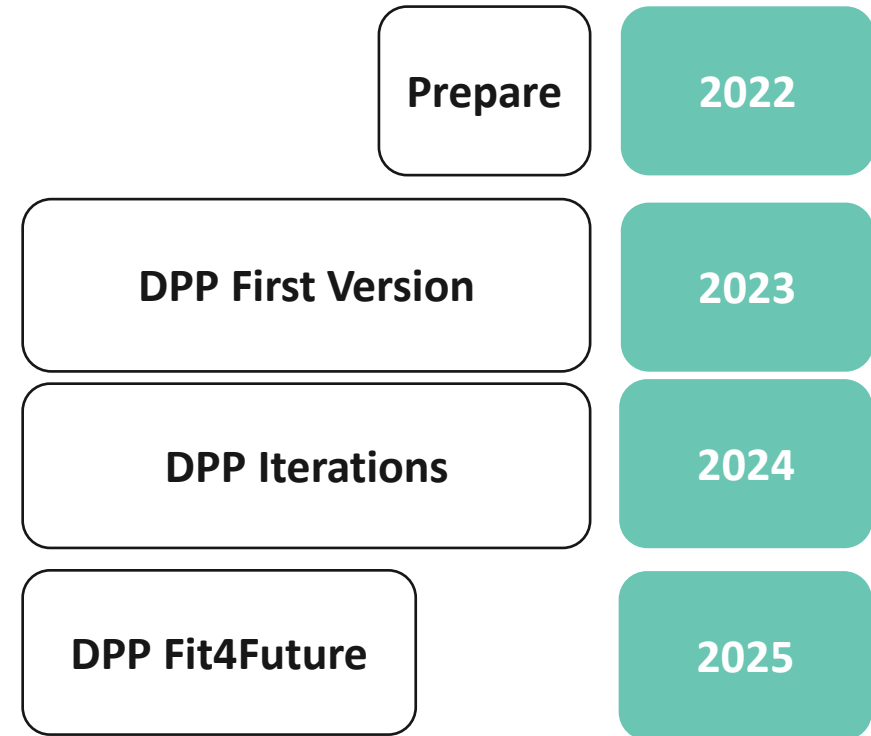 Prepare
2022
DPP First Version
2023
DPP Iterations
2024
DPP Fit4Future
2025